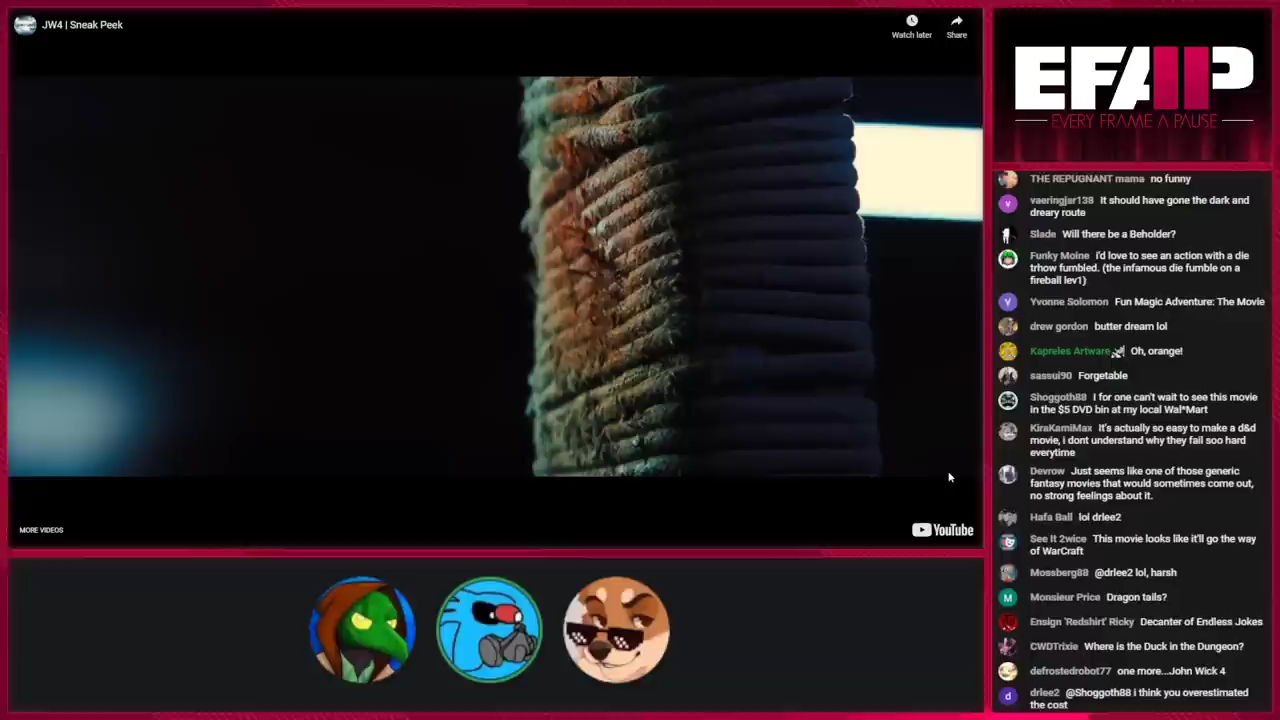 JW4 | Sneak Peek
Watch later
Share
MORE VIDEOS
YouTube
EFAP
EVERY FRAME A PAUSE
THE REPUGNANT mama no funny
vaeringjar138 It should have gone the dark and
dreary route
Slade Will there be a Beholder?
Funky Moine i'd love to see an action with a die
trhow fumbled. (the infamous die fumble on a
fireball lev1)
Yvonne Solomon Fun Magic Adventure: The Movie
drew gordon butter dream lol
Kapreles Artware Oh, orange!
sassui90 Forgetable
Shoggoth88 I for one can't wait to see this movie
in the $5 DVD bin at my local Wal*Mart
KiraKamiMax It's actually so easy to make a d&d
movie, i dont understand why they fail soo hard
everytime
Devrow Just seems like one of those generic
fantasy movies that would sometimes come out,
no strong feelings about it.
Hafa Ball lol drlee2
See It 2wice This movie looks like it'll go the way
of WarCraft
Mossberg88 @drlee2 lol, harsh
M
Monsieur Price Dragon tails?
Ensign 'Redshirt' Ricky Decanter of Endless Jokes
CWDTrixie Where is the Duck in the Dungeon?
defrostedrobot77 one more...John Wick 4
d
drlee2 @Shoggoth88 i think you overestimated
the cost